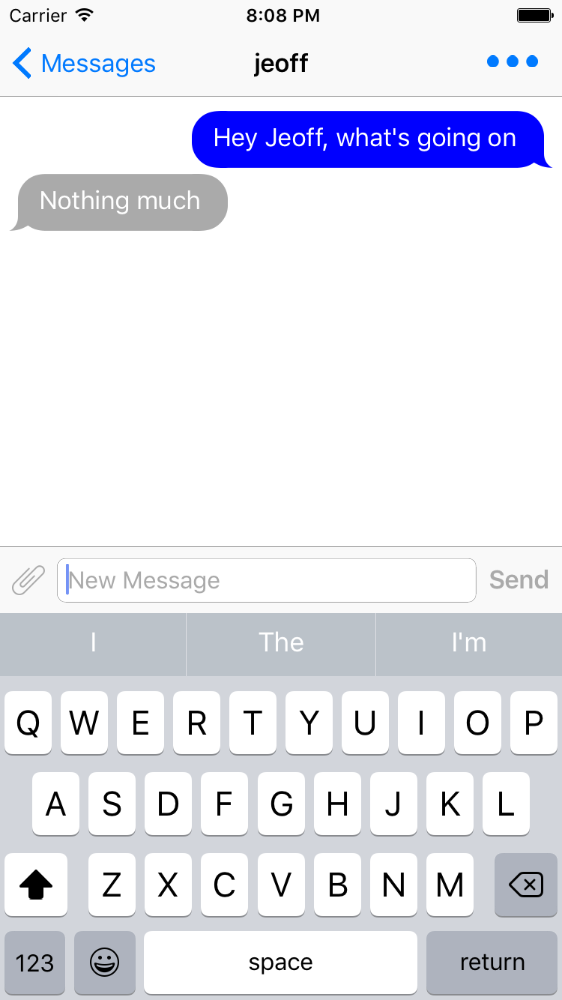 Carrier 8:08 PM
Messages jeoff
Hey Jeoff, what's going on
Nothing much
New Message Send
I The I'm
Q W E R T Y U I O P
A S D F G H J K L
Z X C V B N M
123 space return